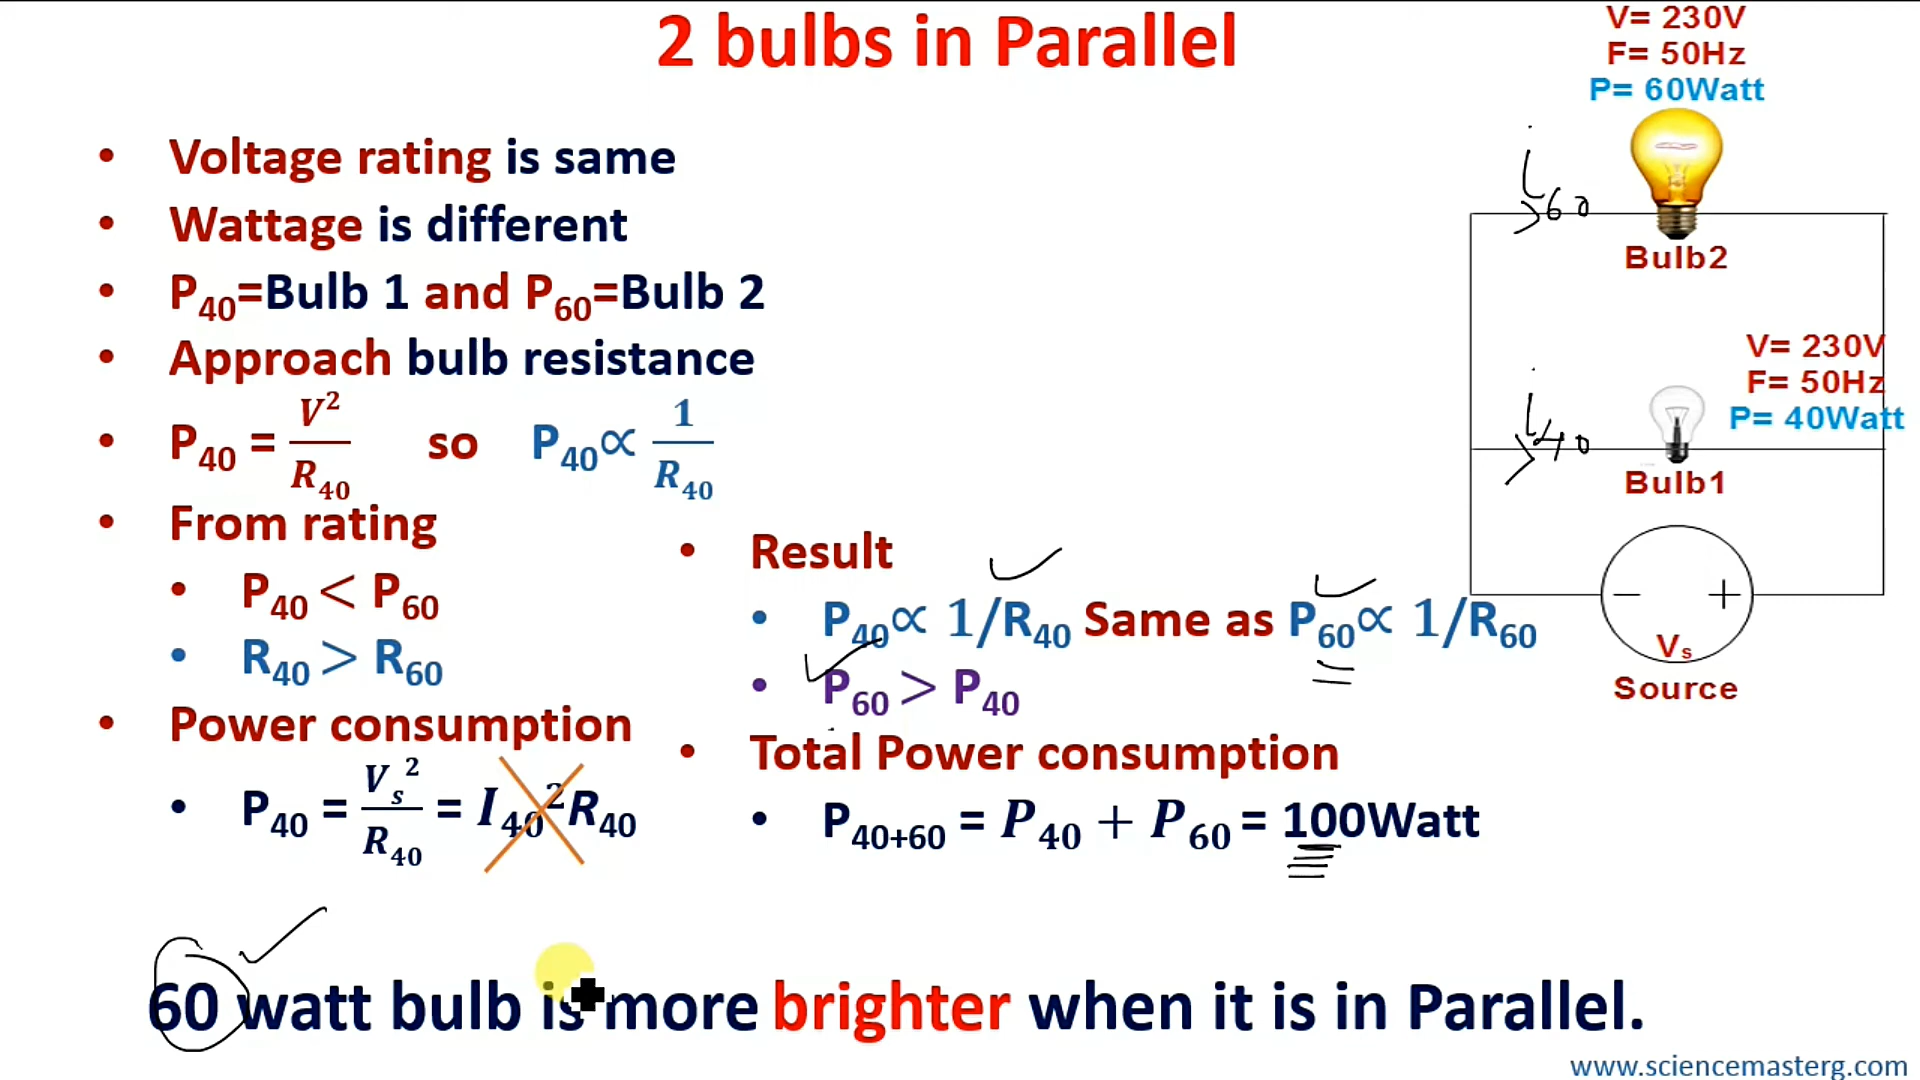 2 bulbs in Parallel
• Voltage rating is same
• Wattage is different
• P₄₀=Bulb 1 and P₆₀=Bulb 2
• Approach bulb resistance
• P₄₀ = V²/R₄₀ so P₄₀∝ 1/R₄₀
• From rating
• P₄₀ < P₆₀
• R₄₀ > R₆₀
• Power consumption
• P₄₀ = Vₛ²/R₄₀ = I₄₀²R₄₀
• Result
• P₄₀∝ 1/R₄₀ Same as P₆₀∝ 1/R₆₀
• P₆₀ > P₄₀
• Total Power consumption
• P₄₀₊₆₀ = P₄₀ + P₆₀ = 100Watt
60 watt bulb is more brighter when it is in Parallel.
V= 230V
F= 50Hz
P= 60Watt
i₆₀
Bulb2
V= 230V
F= 50Hz
P= 40Watt
i₄₀
Bulb1
− +
Vₛ
Source
www.sciencemasterg.com